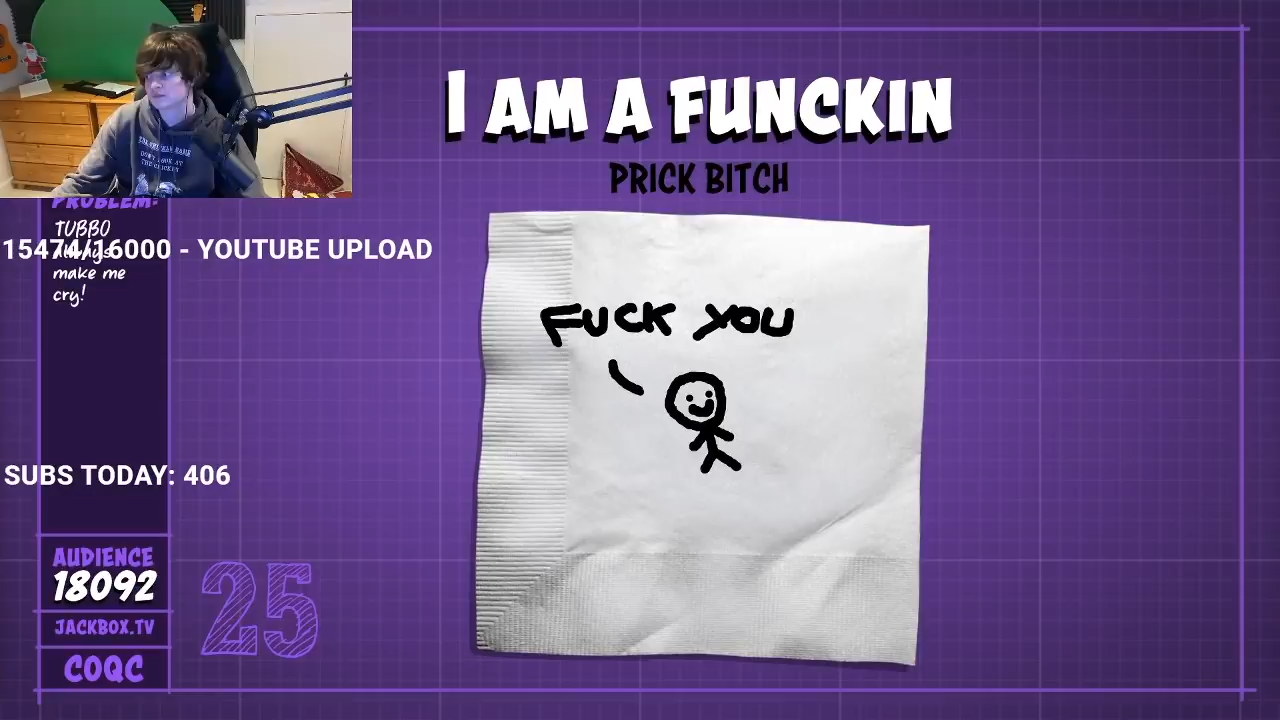 I AM A FUNCKIN
PRICK BITCH
PROBLEM:
TUBBO
always
make me
cry!
15474/16000 - YOUTUBE UPLOAD
FUCK YOU
SUBS TODAY: 406
AUDIENCE
18092
JACKBOX.TV
COQC
25